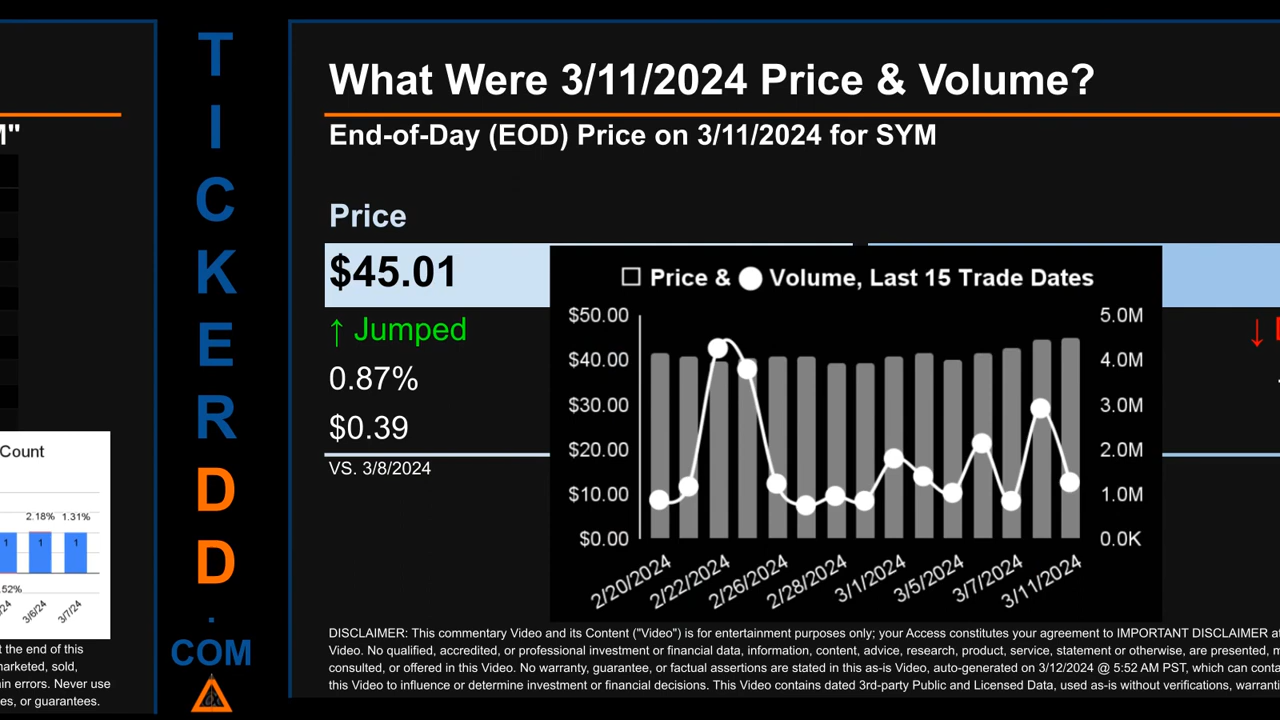 M"
Count
2.18% 1.31%
1 1 1
.52%
3/6/24 3/7/24
t the end of this
narketed, sold,
in errors. Never use
es, or guarantees.
TICKERDD
.
COM
What Were 3/11/2024 Price & Volume?
End-of-Day (EOD) Price on 3/11/2024 for SYM
Price
$45.01
↑ Jumped
0.87%
$0.39
VS. 3/8/2024
Price & Volume, Last 15 Trade Dates
$50.00 5.0M
$40.00 4.0M
$30.00 3.0M
$20.00 2.0M
$10.00 1.0M
$0.00 0.0K
2/20/2024 2/22/2024 2/26/2024 2/28/2024 3/1/2024 3/5/2024 3/7/2024 3/11/2024
↓
DISCLAIMER: This commentary Video and its Content ("Video") is for entertainment purposes only; your Access constitutes your agreement to IMPORTANT DISCLAIMER at
Video. No qualified, accredited, or professional investment or financial data, information, content, advice, research, product, service, statement or otherwise, are presented, m
consulted, or offered in this Video. No warranty, guarantee, or factual assertions are stated in this as-is Video, auto-generated on 3/12/2024 @ 5:52 AM PST, which can conta
this Video to influence or determine investment or financial decisions. This Video contains dated 3rd-party Public and Licensed Data, used as-is without verifications, warranti